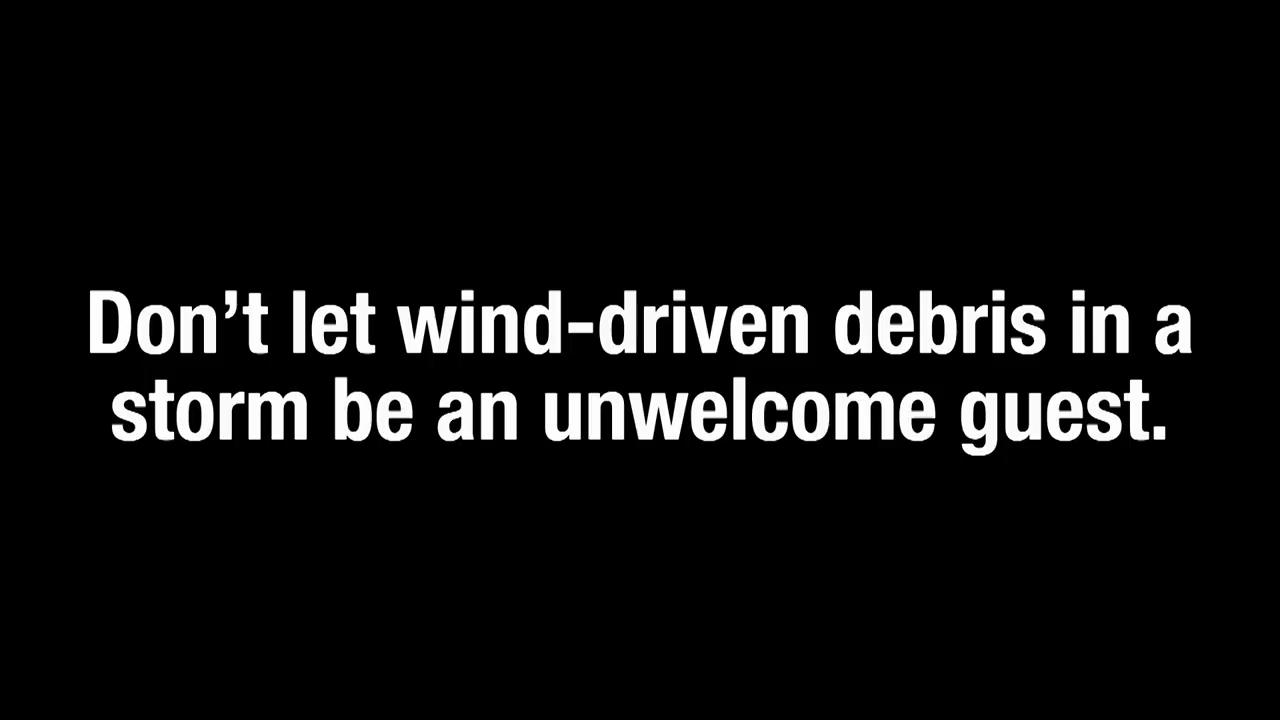 Don’t let wind-driven debris in a
storm be an unwelcome guest.